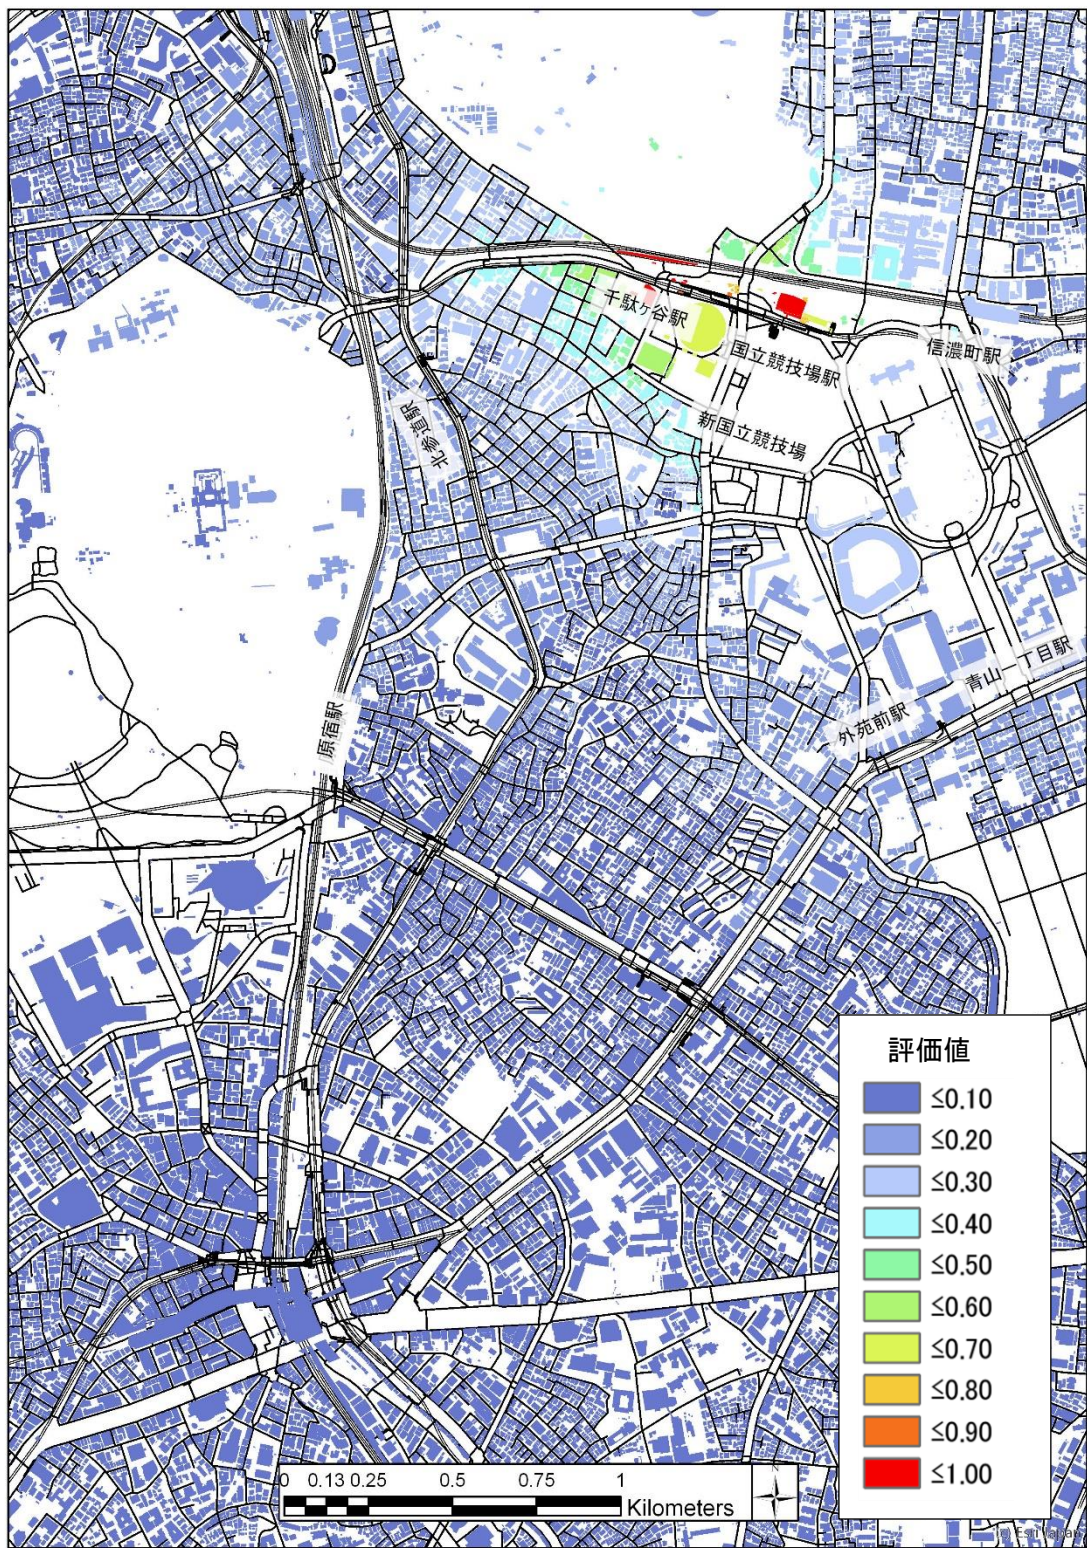 千駄ヶ谷駅
国立競技場駅
信濃町駅
北参道駅
新国立競技場
原宿駅
青山一丁目駅
外苑前駅
評価値
≤0.10
≤0.20
≤0.30
≤0.40
≤0.50
≤0.60
≤0.70
≤0.80
≤0.90
≤1.00
0 0.13 0.25 0.5 0.75 1
Kilometers
(c) Esri Japan